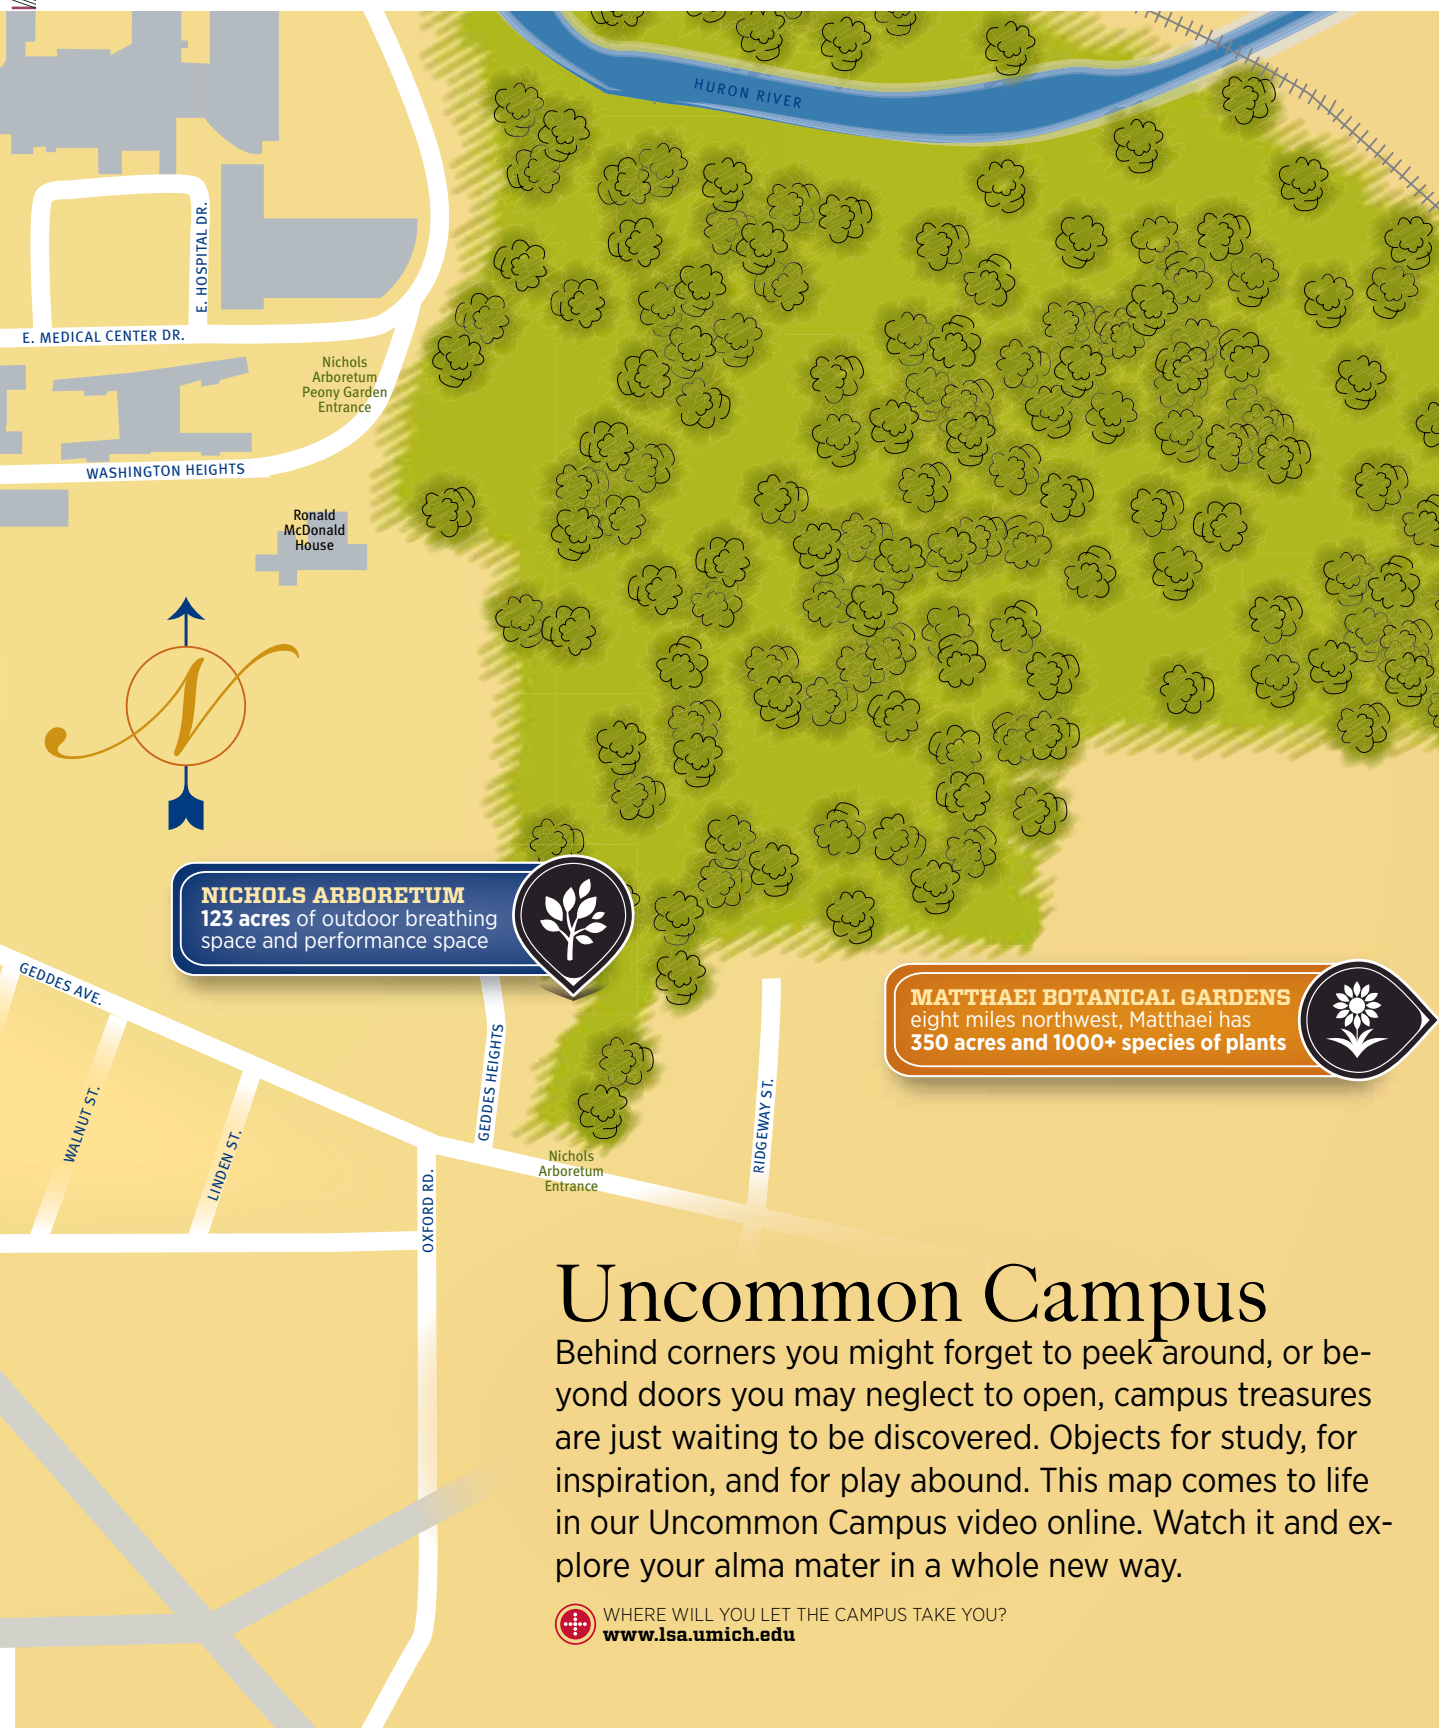 HURON RIVER
E. HOSPITAL DR.
E. MEDICAL CENTER DR.
Nichols
Arboretum
Peony Garden
Entrance
WASHINGTON HEIGHTS
Ronald
McDonald
House
N
NICHOLS ARBORETUM
123 acres of outdoor breathing
space and performance space
GEDDES AVE.
MATTHAEI BOTANICAL GARDENS
eight miles northwest, Matthaei has
350 acres and 1000+ species of plants
WALNUT ST.
LINDEN ST.
GEDDES HEIGHTS
RIDGEWAY ST.
Nichols
Arboretum
Entrance
OXFORD RD.
Uncommon Campus
Behind corners you might forget to peek around, or be-
yond doors you may neglect to open, campus treasures
are just waiting to be discovered. Objects for study, for
inspiration, and for play abound. This map comes to life
in our Uncommon Campus video online. Watch it and ex-
plore your alma mater in a whole new way.
WHERE WILL YOU LET THE CAMPUS TAKE YOU?
www.lsa.umich.edu